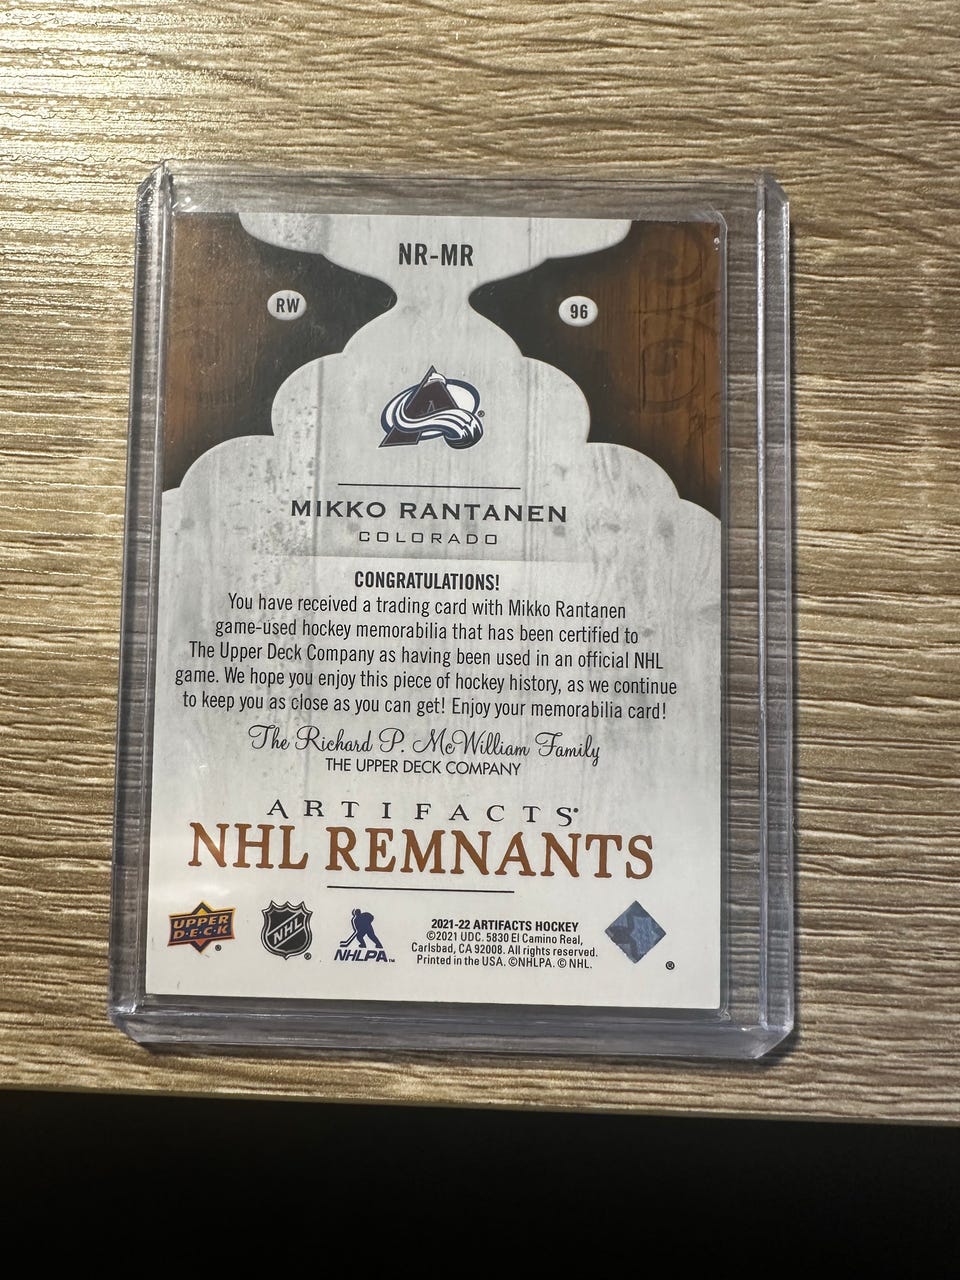 NR-MR
RW
96
MIKKO RANTANEN
COLORADO
CONGRATULATIONS!
You have received a trading card with Mikko Rantanen
game-used hockey memorabilia that has been certified to
The Upper Deck Company as having been used in an official NHL
game. We hope you enjoy this piece of hockey history, as we continue
to keep you as close as you can get! Enjoy your memorabilia card!
The Richard P. McWilliam Family
THE UPPER DECK COMPANY
ARTIFACTS®
NHL REMNANTS
UPPER
DECK®
NHL®
NHLPA™
2021-22 ARTIFACTS HOCKEY
©2021 UDC. 5830 El Camino Real,
Carlsbad, CA 92008. All rights reserved.
Printed in the USA. ©NHLPA. © NHL.
®